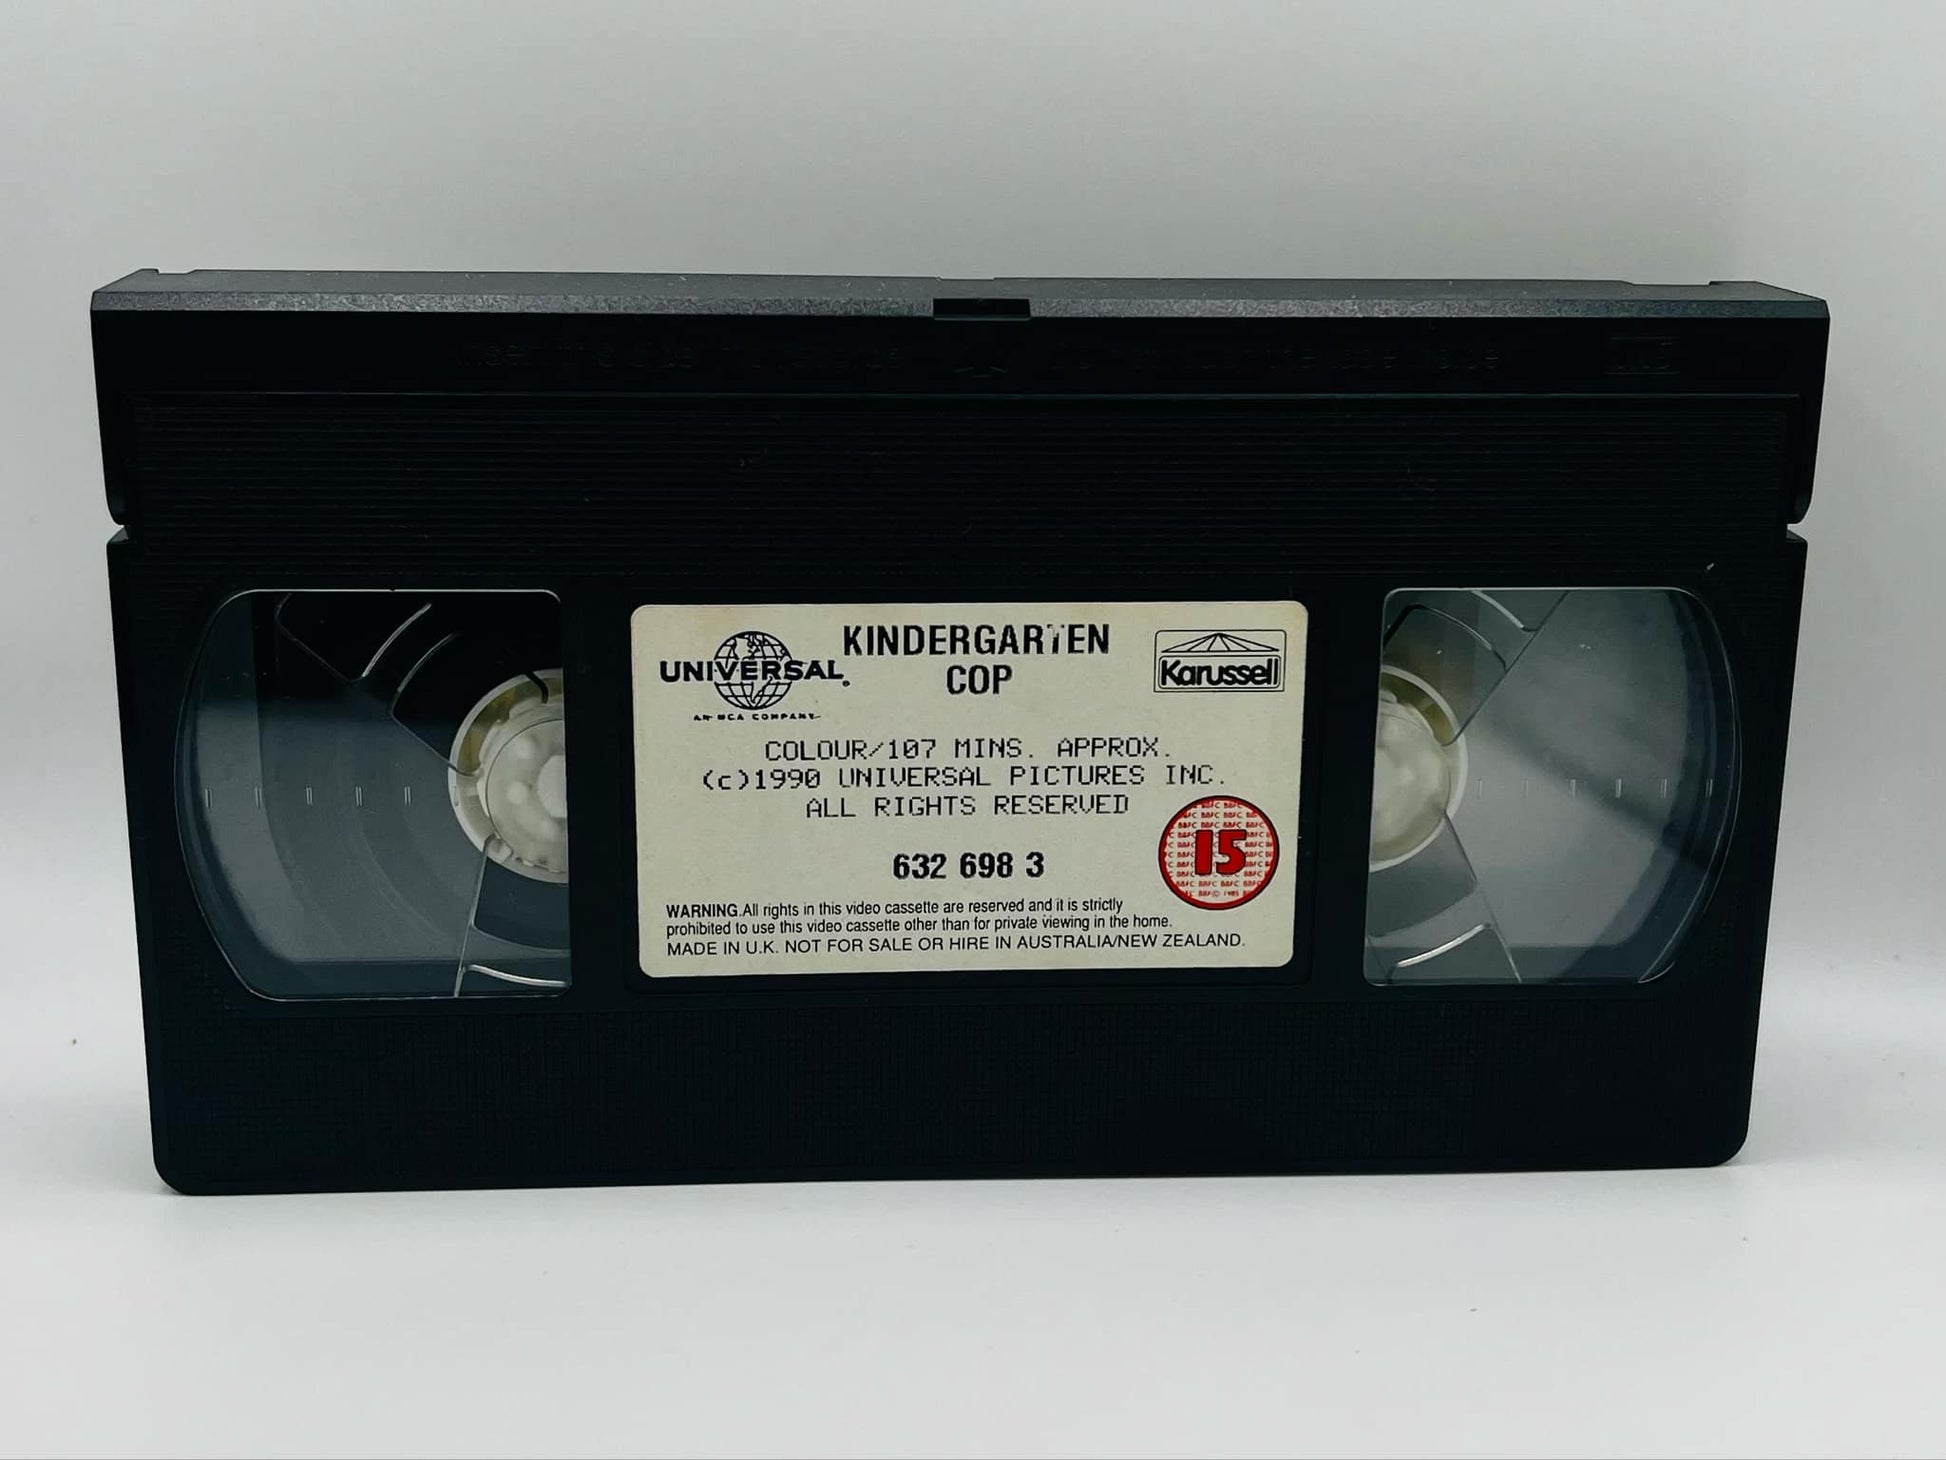 KINDERGARTEN
COP
UNIVERSAL
AN MCA COMPANY
Karussell
COLOUR/107 MINS. APPROX.
(c)1990 UNIVERSAL PICTURES INC.
ALL RIGHTS RESERVED
15
632 698 3
WARNING.All rights in this video cassette are reserved and it is strictly
prohibited to use this video cassette other than for private viewing in the home.
MADE IN U.K. NOT FOR SALE OR HIRE IN AUSTRALIA/NEW ZEALAND.